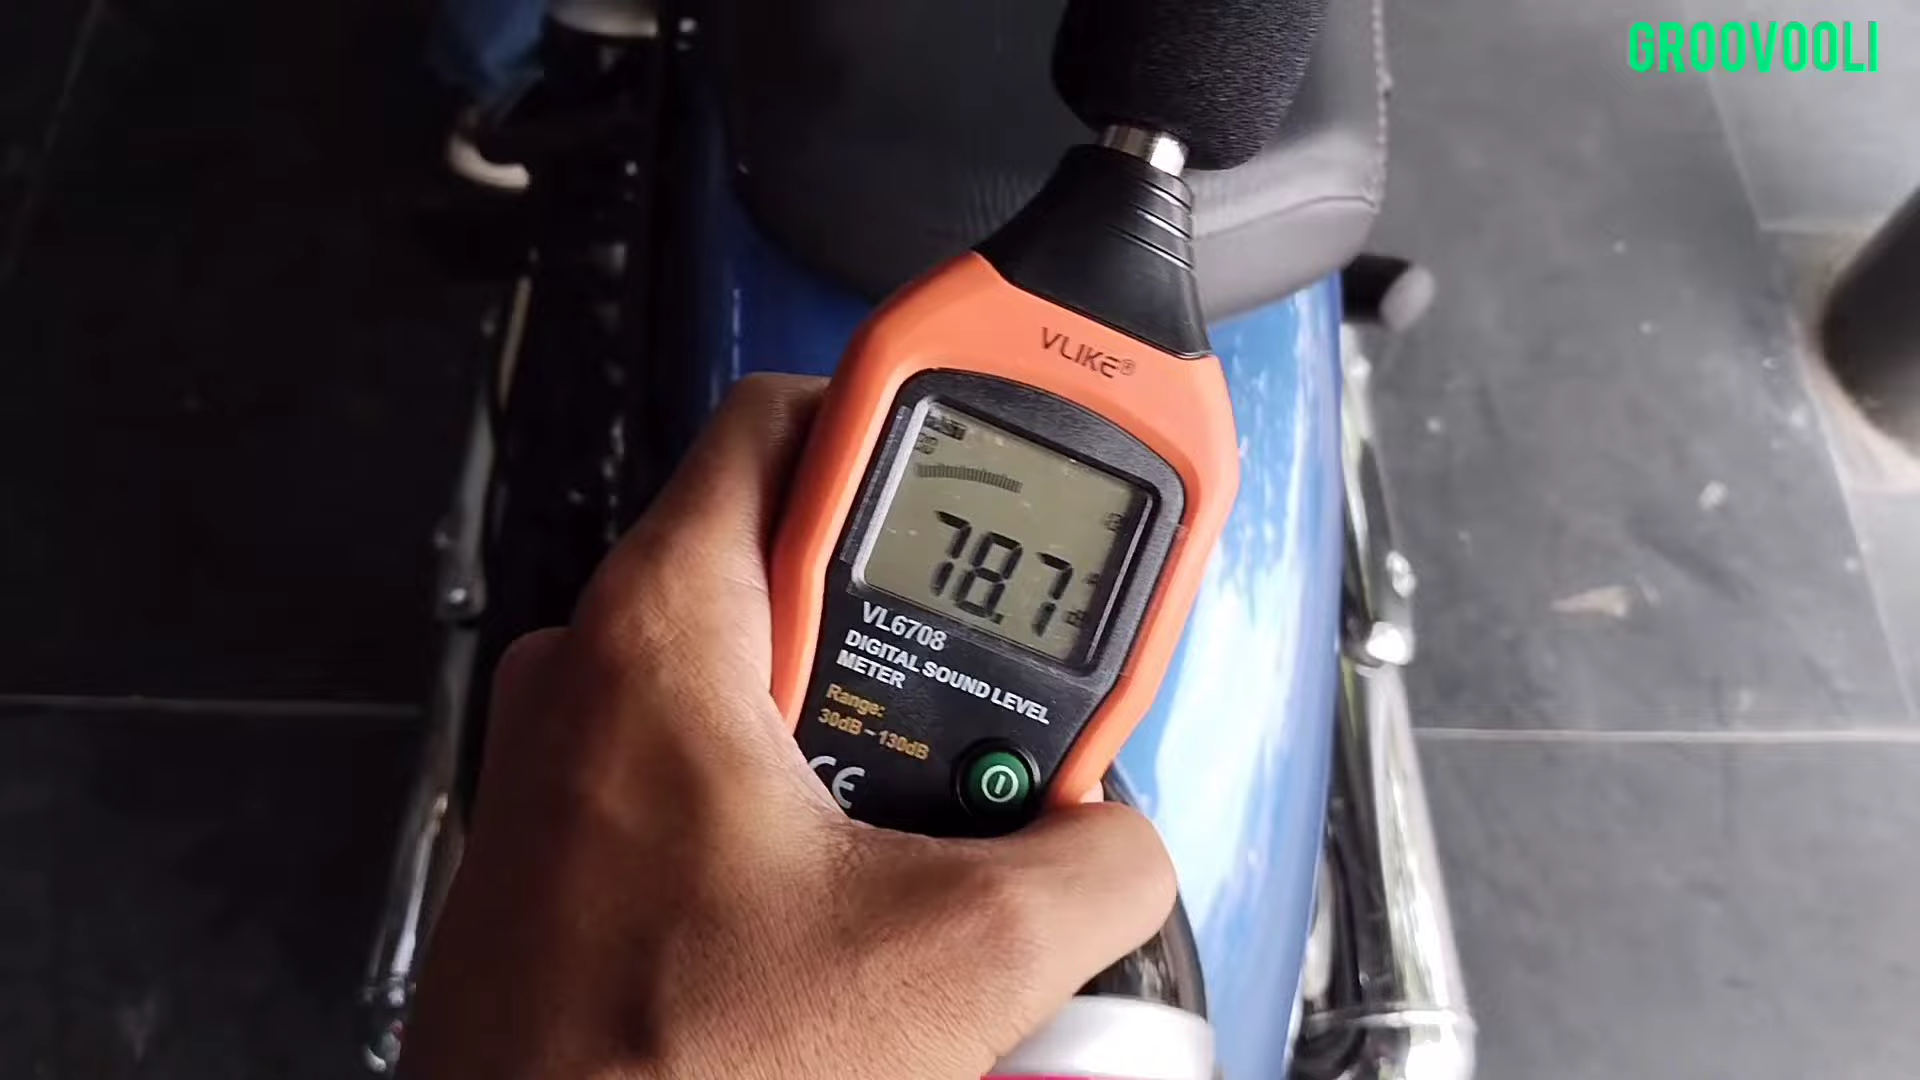 GROOVOOLI
VLIKE®
78.7
VL6708
DIGITAL SOUND LEVEL
METER
Range:
30dB ~ 130dB
CE